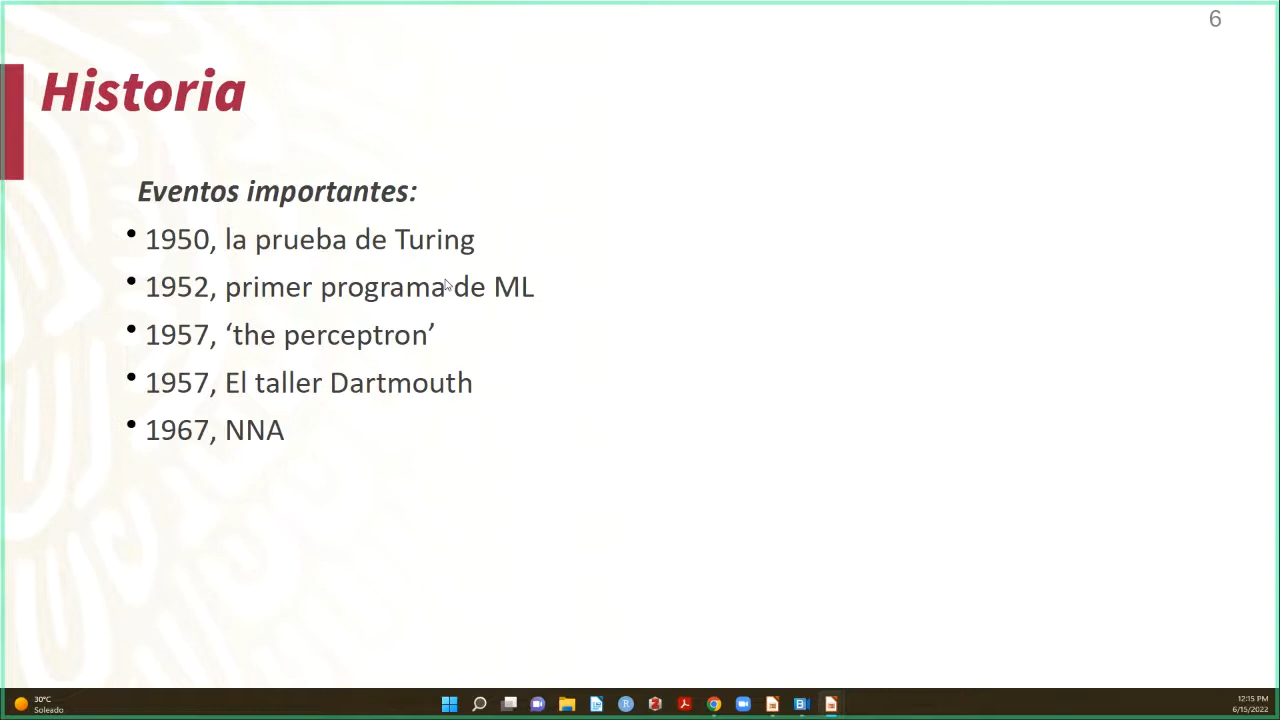 6
Historia
Eventos importantes:
• 1950, la prueba de Turing
• 1952, primer programa de ML
• 1957, ‘the perceptron’
• 1957, El taller Dartmouth
• 1967, NNA
30°C
Soleado
12:15 PM
6/15/2022